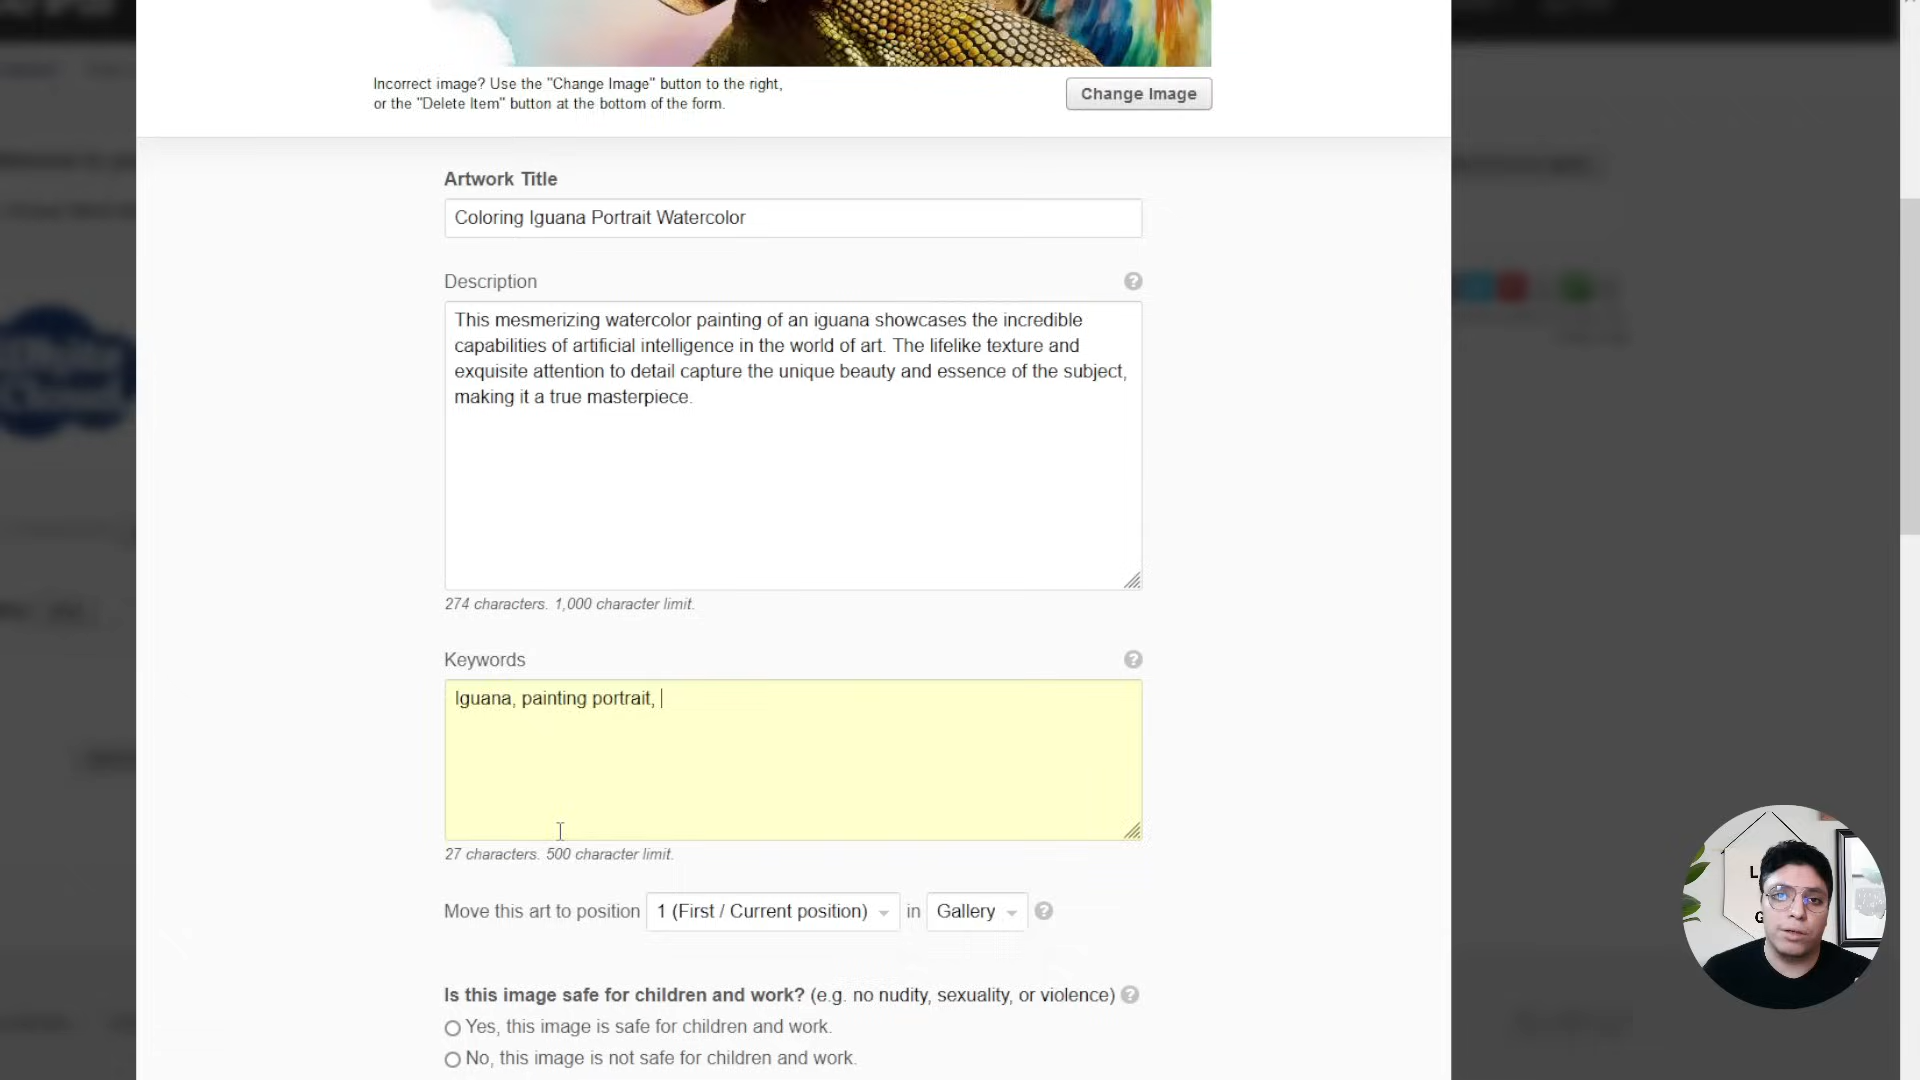 Incorrect image? Use the "Change Image" button to the right,
or the "Delete Item" button at the bottom of the form.
Change Image
Artwork Title
Coloring Iguana Portrait Watercolor
Description
This mesmerizing watercolor painting of an iguana showcases the incredible
capabilities of artificial intelligence in the world of art. The lifelike texture and
exquisite attention to detail capture the unique beauty and essence of the subject,
making it a true masterpiece.
274 characters. 1,000 character limit.
Keywords
Iguana, painting portrait,
27 characters. 500 character limit.
Move this art to position 1 (First / Current position) in Gallery
Is this image safe for children and work? (e.g. no nudity, sexuality, or violence)
Yes, this image is safe for children and work.
No, this image is not safe for children and work.